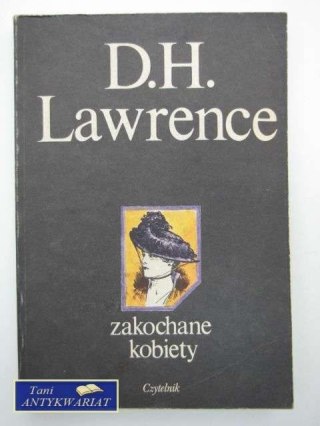 D.H.
Lawrence
zakochane
kobiety
Czytelnik
Tani
ANTYKWARIAT